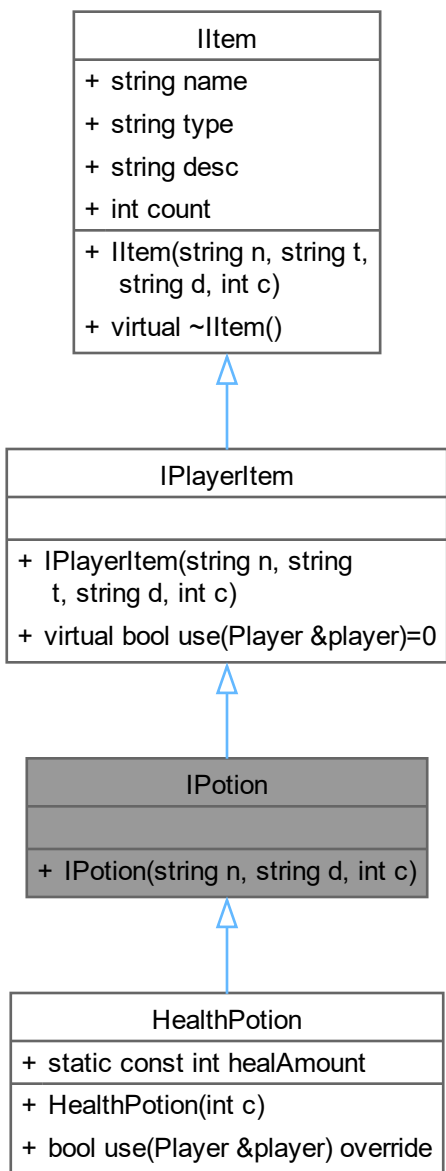 IItem
+ string name
+ string type
+ string desc
+ int count
+ IItem(string n, string t,
string d, int c)
+ virtual ~IItem()
IPlayerItem
+ IPlayerItem(string n, string
t, string d, int c)
+ virtual bool use(Player &player)=0
IPotion
+ IPotion(string n, string d, int c)
HealthPotion
+ static const int healAmount
+ HealthPotion(int c)
+ bool use(Player &player) override